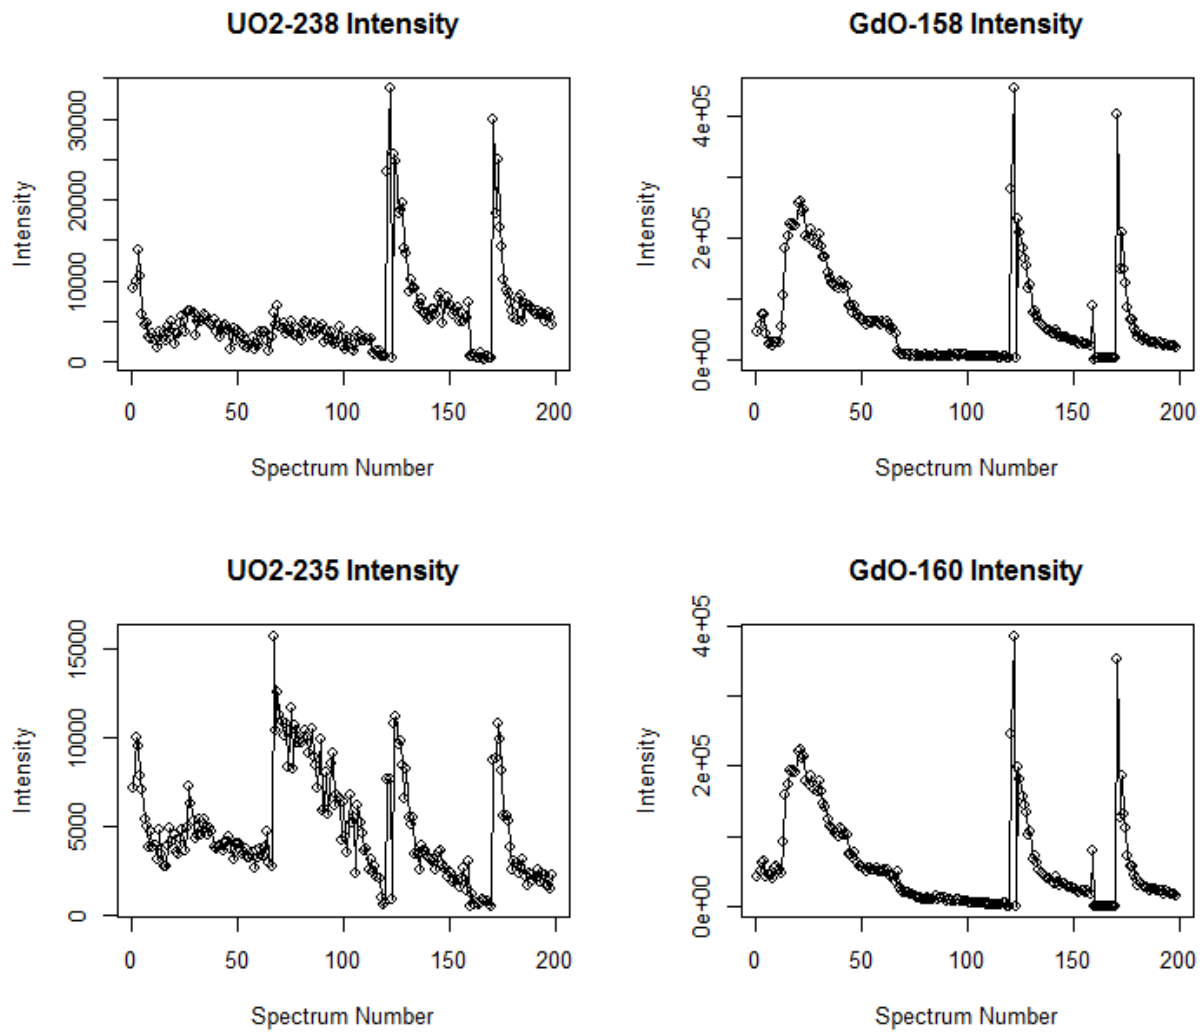 UO2-238 Intensity
Intensity
0 10000 20000 30000
0 50 100 150 200
Spectrum Number
GdO-158 Intensity
Intensity
0e+00 2e+05 4e+05
0 50 100 150 200
Spectrum Number
UO2-235 Intensity
Intensity
0 5000 10000 15000
0 50 100 150 200
Spectrum Number
GdO-160 Intensity
Intensity
0e+00 2e+05 4e+05
0 50 100 150 200
Spectrum Number